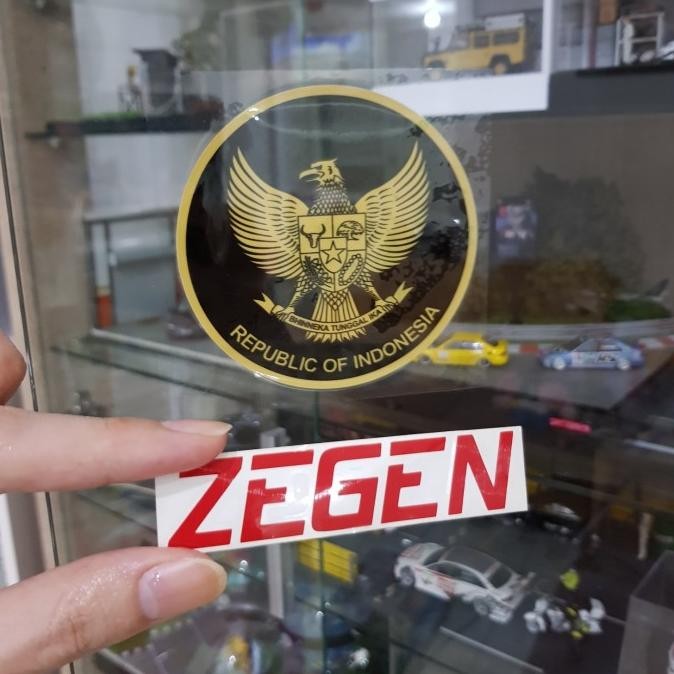 BHINNEKA TUNGGAL IKA
REPUBLIC OF INDONESIA
ZEGEN